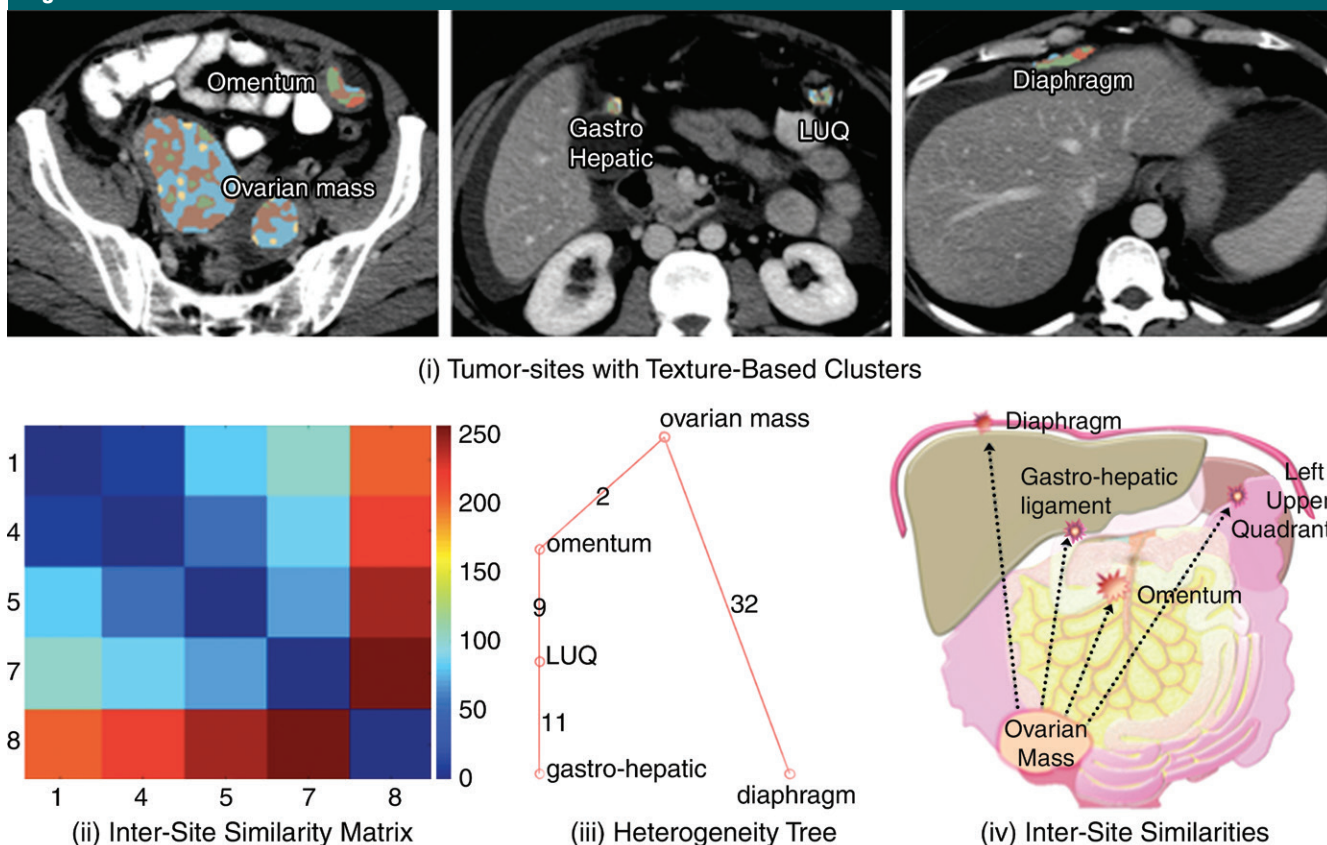 Omentum
Ovarian mass
Gastro
Hepatic
LUQ
Diaphragm
(i) Tumor-sites with Texture-Based Clusters
1
4
5
7
8
1 4 5 7 8
250
200
150
100
50
0
(ii) Inter-Site Similarity Matrix
ovarian mass
2
omentum
9
32
LUQ
11
gastro-hepatic
diaphragm
(iii) Heterogeneity Tree
Diaphragm
Gastro-hepatic
ligament
Left
Upper
Quadrant
Omentum
Ovarian
Mass
(iv) Inter-Site Similarities